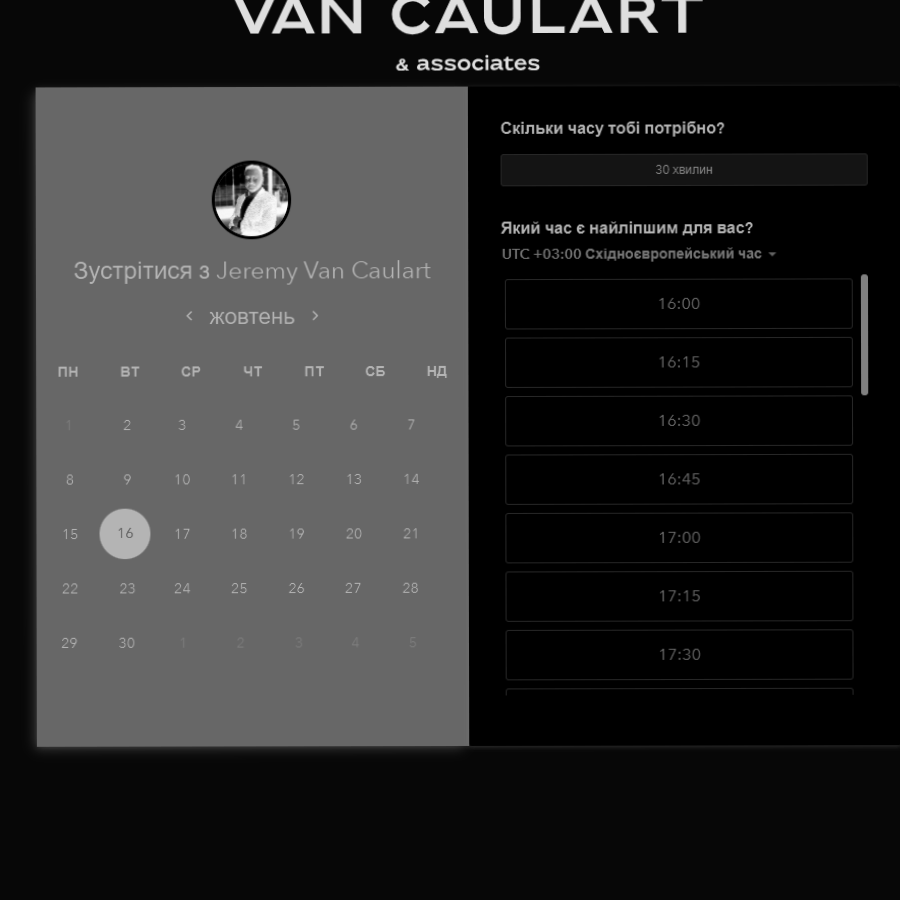 VAN CAULART
& associates
Зустрітися з Jeremy Van Caulart
жовтень
ПН ВТ СР ЧТ ПТ СБ НД
1 2 3 4 5 6 7
8 9 10 11 12 13 14
15 16 17 18 19 20 21
22 23 24 25 26 27 28
29 30 1 2 3 4 5
Скільки часу тобі потрібно?
30 хвилин
Який час є найліпшим для вас?
UTC +03:00 Східноєвропейський час
16:00
16:15
16:30
16:45
17:00
17:15
17:30